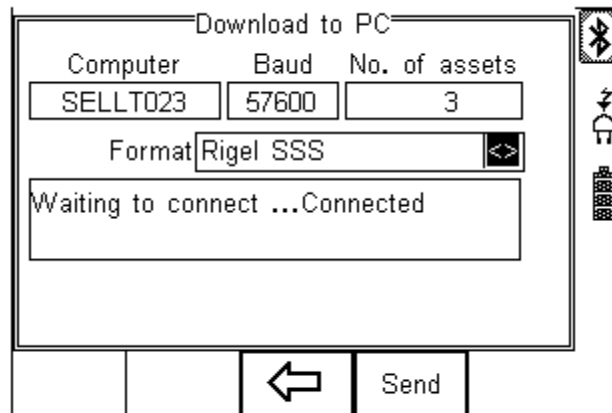 Download to PC
Computer Baud No. of assets
SELLT023 57600 3
Format Rigel SSS <>
Waiting to connect ...Connected
Send